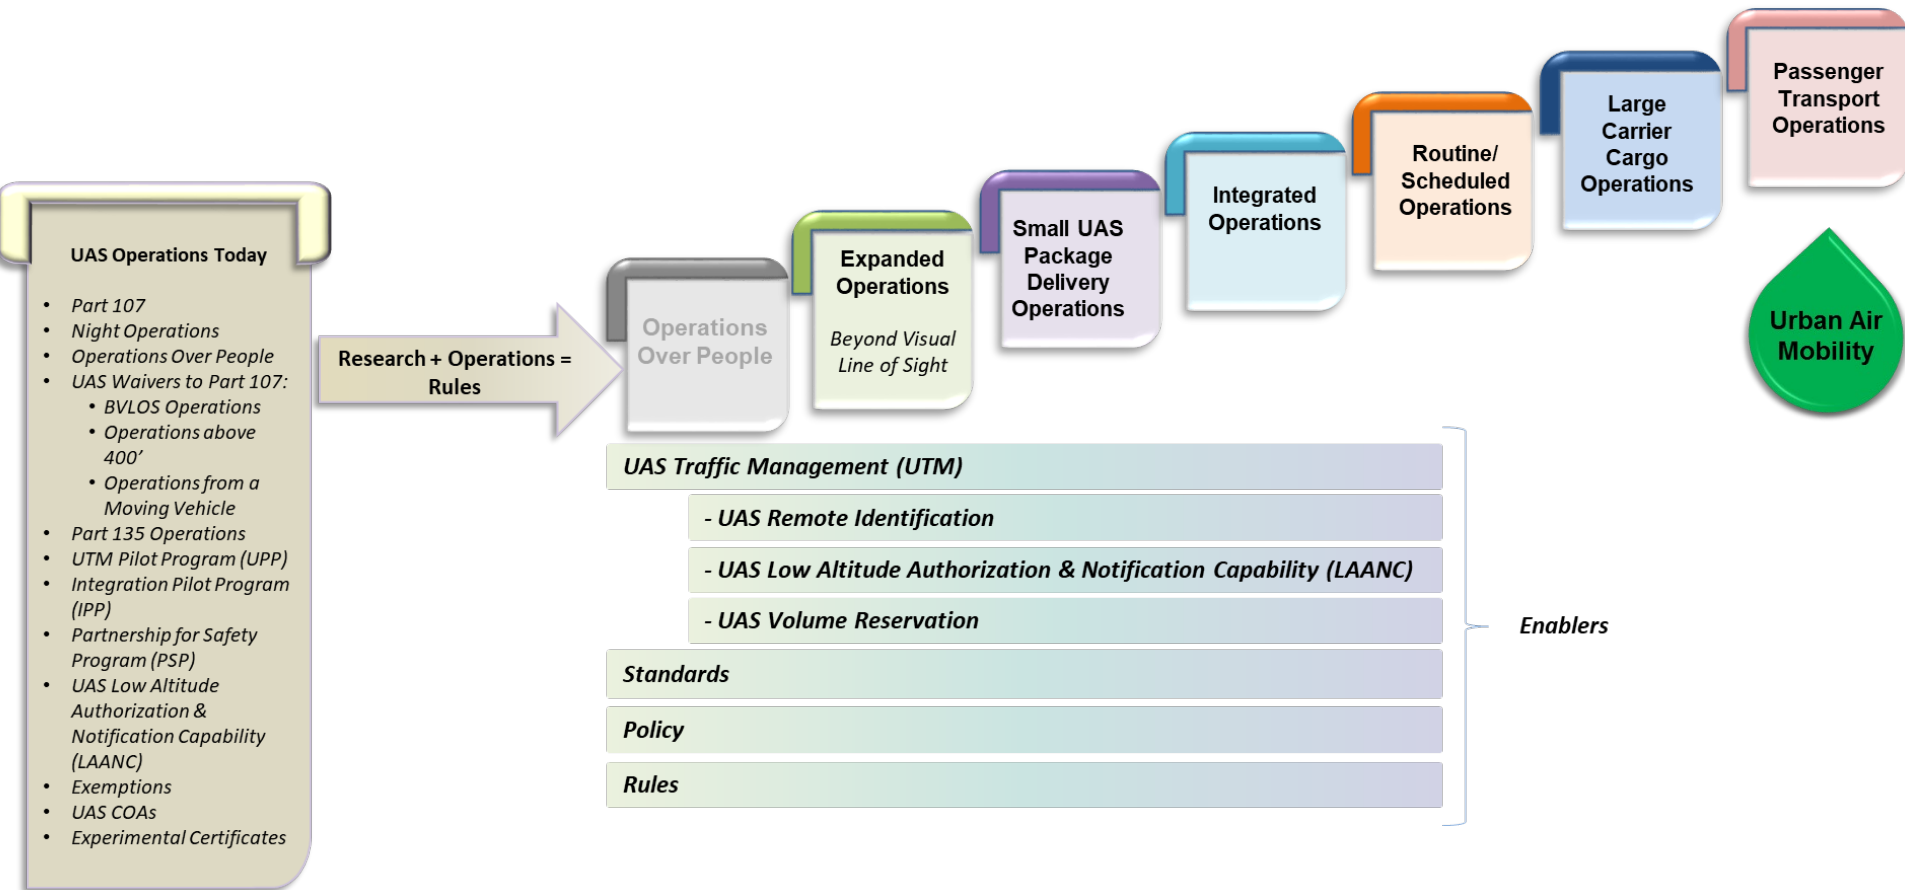 UAS Operations Today
• Part 107
• Night Operations
• Operations Over People
• UAS Waivers to Part 107:
• BVLOS Operations
• Operations above
400’
• Operations from a
Moving Vehicle
• Part 135 Operations
• UTM Pilot Program (UPP)
• Integration Pilot Program
(IPP)
• Partnership for Safety
Program (PSP)
• UAS Low Altitude
Authorization &
Notification Capability
(LAANC)
• Exemptions
• UAS COAs
• Experimental Certificates
Research + Operations =
Rules
Operations
Over People
Expanded
Operations
Beyond Visual
Line of Sight
Small UAS
Package
Delivery
Operations
Integrated
Operations
Routine/
Scheduled
Operations
Large
Carrier
Cargo
Operations
Passenger
Transport
Operations
Urban Air
Mobility
UAS Traffic Management (UTM)
- UAS Remote Identification
- UAS Low Altitude Authorization & Notification Capability (LAANC)
- UAS Volume Reservation
Standards
Policy
Rules
Enablers